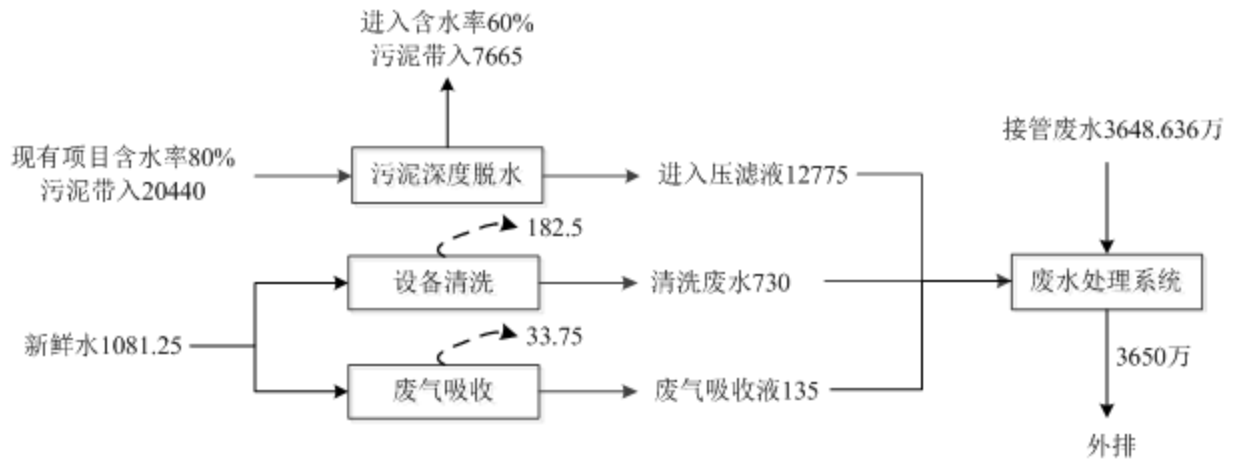 进入含水率60%
污泥带入7665
接管废水3648.636万
现有项目含水率80%
污泥带入20440
污泥深度脱水
进入压滤液12775
182.5
设备清洗
清洗废水730
废水处理系统
新鲜水1081.25
33.75
3650万
废气吸收
废气吸收液135
外排